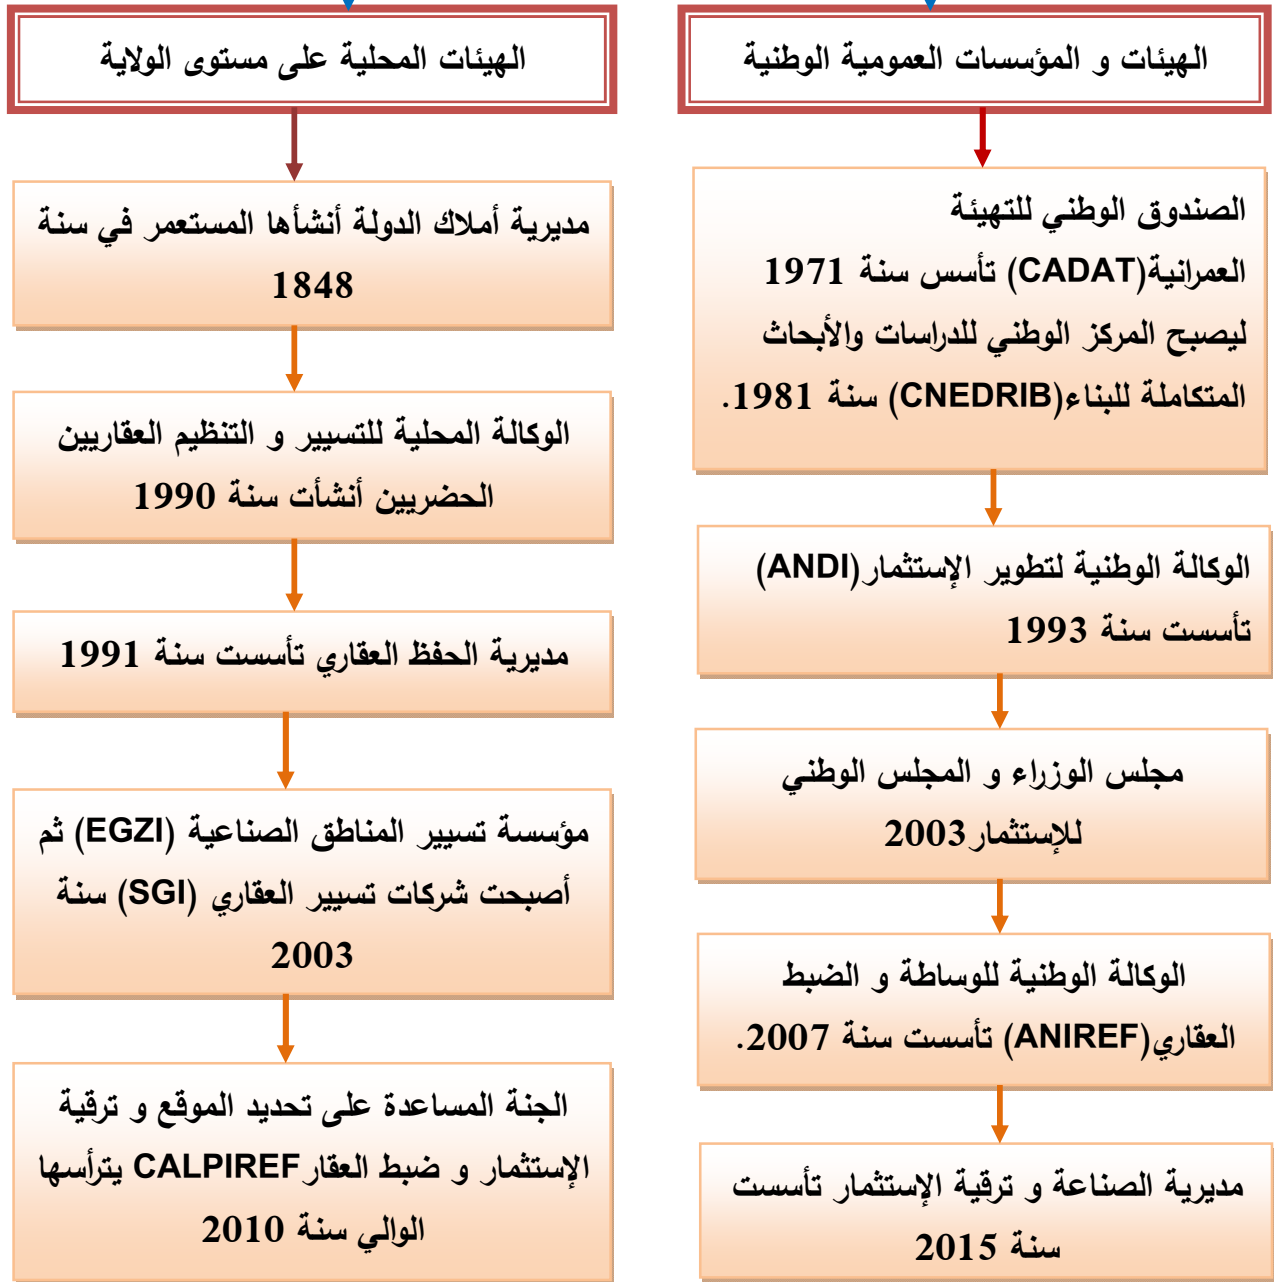 الهيئات و المؤسسات العمومية الوطنية
الصندوق الوطني للتهيئة
العمرانية(CADAT) تأسس سنة 1971
ليصبح المركز الوطني للدراسات والأبحاث
المتكاملة للبناء(CNEDRIB) سنة 1981.
الوكالة الوطنية لتطوير الإستثمار(ANDI)
تأسست سنة 1993
مجلس الوزراء و المجلس الوطني
للإستثمار2003
الوكالة الوطنية للوساطة و الضبط
العقاري(ANIREF) تأسست سنة 2007.
مديرية الصناعة و ترقية الإستثمار تأسست
سنة 2015
الهيئات المحلية على مستوى الولاية
مديرية أملاك الدولة أنشأها المستعمر في سنة
1848
الوكالة المحلية للتسيير و التنظيم العقاريين
الحضريين أنشأت سنة 1990
مديرية الحفظ العقاري تأسست سنة 1991
مؤسسة تسيير المناطق الصناعية (EGZI) ثم
أصبحت شركات تسيير العقاري (SGI) سنة
2003
الجنة المساعدة على تحديد الموقع و ترقية
الإستثمار و ضبط العقارCALPIREF يترأسها
الوالي سنة 2010